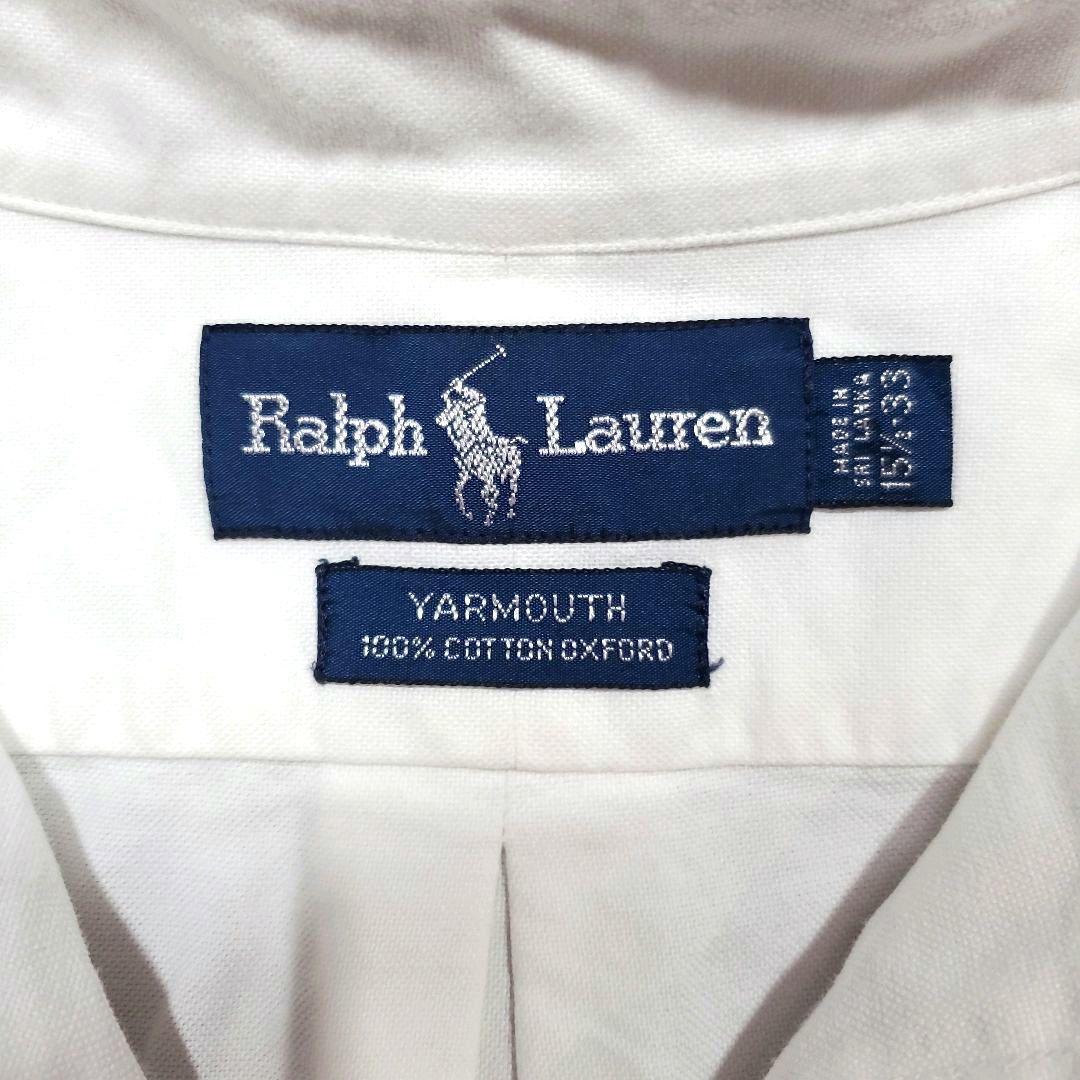 Ralph Lauren
MADE IN
SRI LANKA
15½·33
YARMOUTH
100% COTTON OXFORD